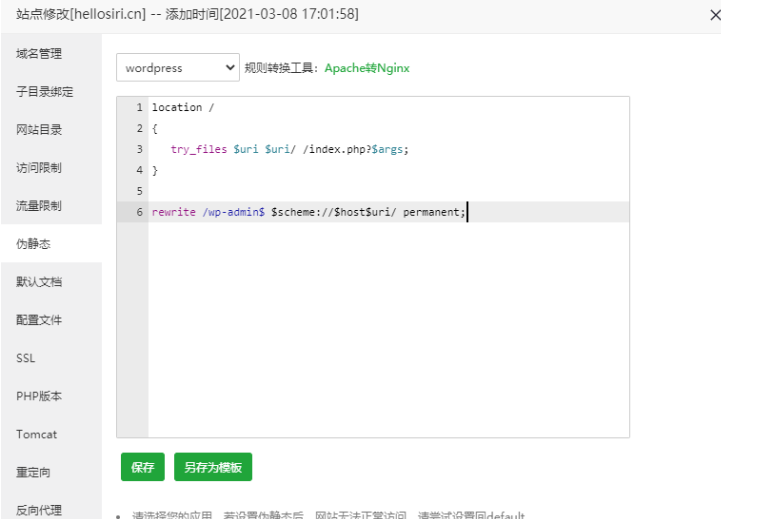 站点修改[hellosiri.cn] -- 添加时间[2021-03-08 17:01:58]
域名管理
子目录绑定
网站目录
访问限制
流量限制
伪静态
默认文档
配置文件
SSL
PHP版本
Tomcat
重定向
反向代理
wordpress 规则转换工具：Apache转Nginx
1 location /
2 {
3 try_files $uri $uri/ /index.php?$args;
4 }
5
6 rewrite /wp-admin$ $scheme://$host$uri/ permanent;
保存 另存为模板
请选择您的应用，若设置伪静态后，网站无法正常访问，请尝试设置回default